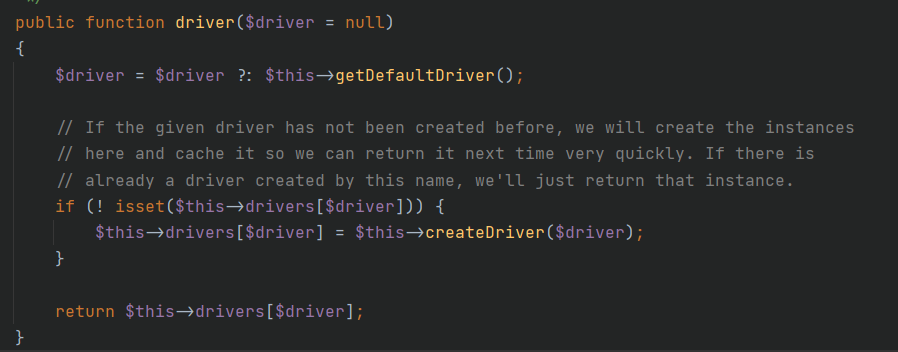 */
public function driver($driver = null)
{
    $driver = $driver ?: $this->getDefaultDriver();
    // If the given driver has not been created before, we will create the instances
    // here and cache it so we can return it next time very quickly. If there is
    // already a driver created by this name, we'll just return that instance.
    if (! isset($this->drivers[$driver])) {
        $this->drivers[$driver] = $this->createDriver($driver);
    }
    return $this->drivers[$driver];
}